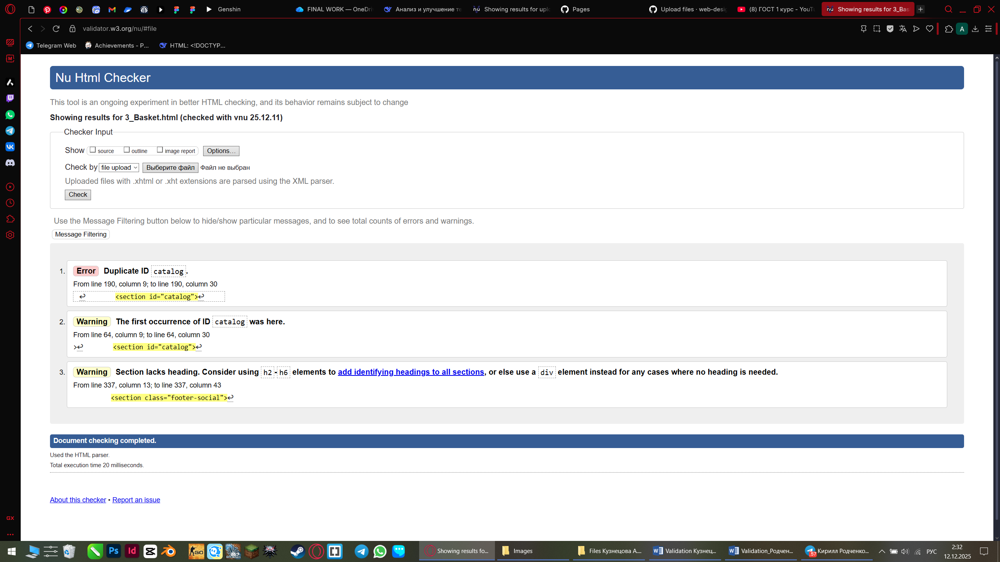 Genshin
FINAL WORK — OneDri
Анализ и улучшение те
Showing results for uplo
Pages
Upload files · web-desig
(8) ГОСТ 1 курс - YouTu
Showing results for 3_Bas
validator.w3.org/nu/#file
A
Telegram Web
Achievements - P...
HTML: <!DOCTYP...
Nu Html Checker
This tool is an ongoing experiment in better HTML checking, and its behavior remains subject to change
Showing results for 3_Basket.html (checked with vnu 25.12.11)
Checker Input
Show source outline image report Options...
Check by file upload Выберите файл Файл не выбран
Uploaded files with .xhtml or .xht extensions are parsed using the XML parser.
Check
Use the Message Filtering button below to hide/show particular messages, and to see total counts of errors and warnings.
Message Filtering
1. Error Duplicate ID catalog.
From line 190, column 9; to line 190, column 30
↩ <section id="catalog">↩
2. Warning The first occurrence of ID catalog was here.
From line 64, column 9; to line 64, column 30
>↩ <section id="catalog">↩
3. Warning Section lacks heading. Consider using h2-h6 elements to add identifying headings to all sections, or else use a div element instead for any cases where no heading is needed.
From line 337, column 13; to line 337, column 43
<section class="footer-social">↩
Document checking completed.
Used the HTML parser.
Total execution time 20 milliseconds.
About this checker • Report an issue
GX
Ps
Id
GO
Showing results fo...
Images
Files Кузнецова А....
Validation Кузнец...
Validation_Родчен...
57
Кирилл Родченко...
РУС
2:32
12.12.2025